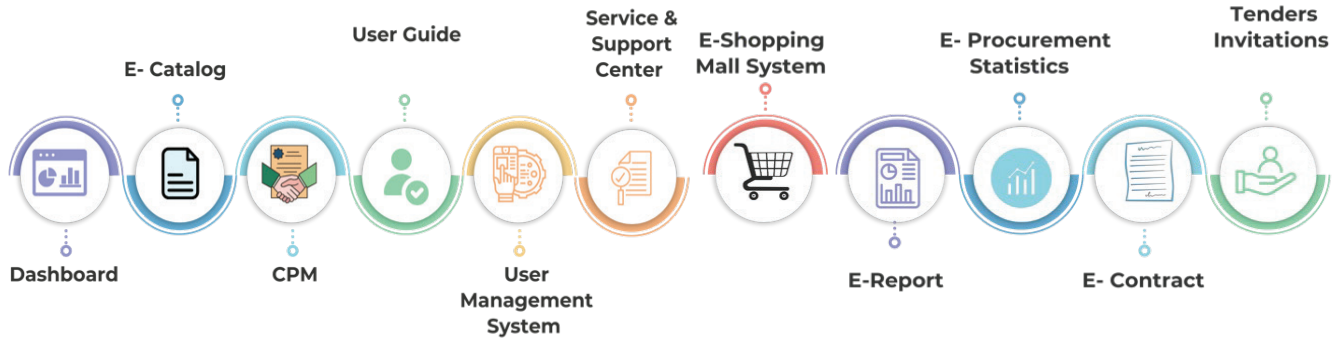 Dashboard
E- Catalog
CPM
User Guide
User
Management
System
Service &
Support
Center
E-Shopping
Mall System
E-Report
E- Procurement
Statistics
E- Contract
Tenders
Invitations